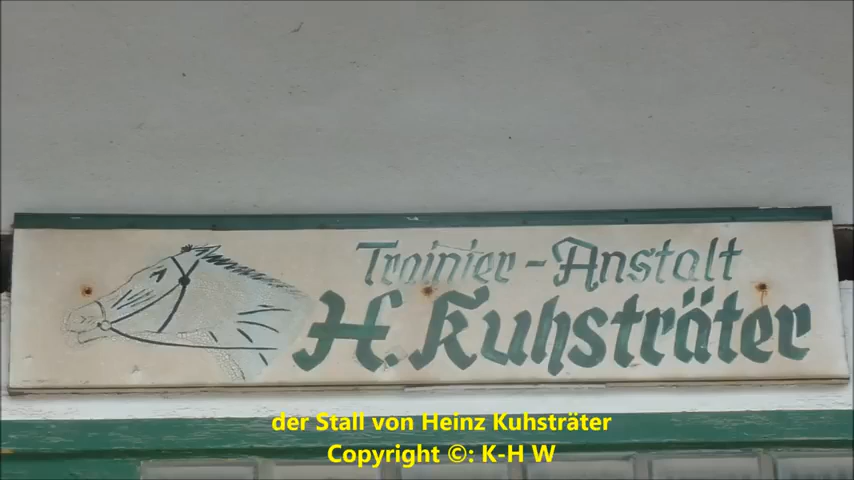 Trainier-Anstalt
H. Kuhsträter
der Stall von Heinz Kuhsträter
Copyright ©: K-H W